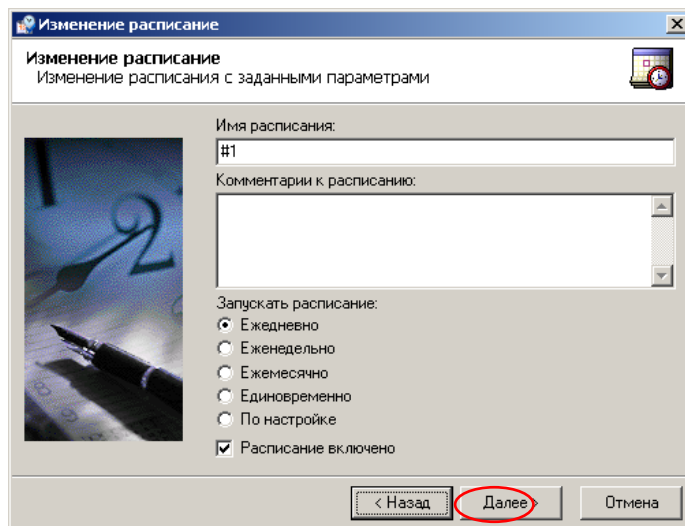 Изменение расписание
Изменение расписание
Изменение расписания с заданными параметрами
Имя расписания:
#1
Комментарии к расписанию:
Запускать расписание:
Ежедневно
Еженедельно
Ежемесячно
Единовременно
По настройке
Расписание включено
< Назад
Далее >
Отмена